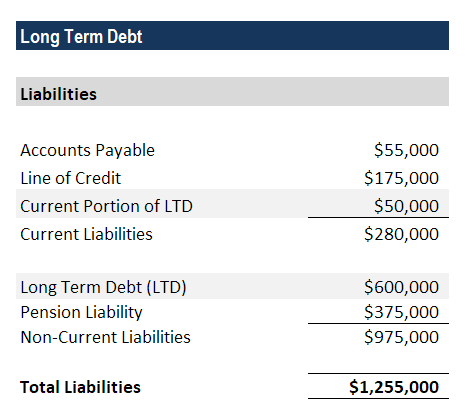 Long Term Debt
Liabilities
Accounts Payable $55,000
Line of Credit $175,000
Current Portion of LTD $50,000
Current Liabilities $280,000
Long Term Debt (LTD) $600,000
Pension Liability $375,000
Non-Current Liabilities $975,000
Total Liabilities $1,255,000